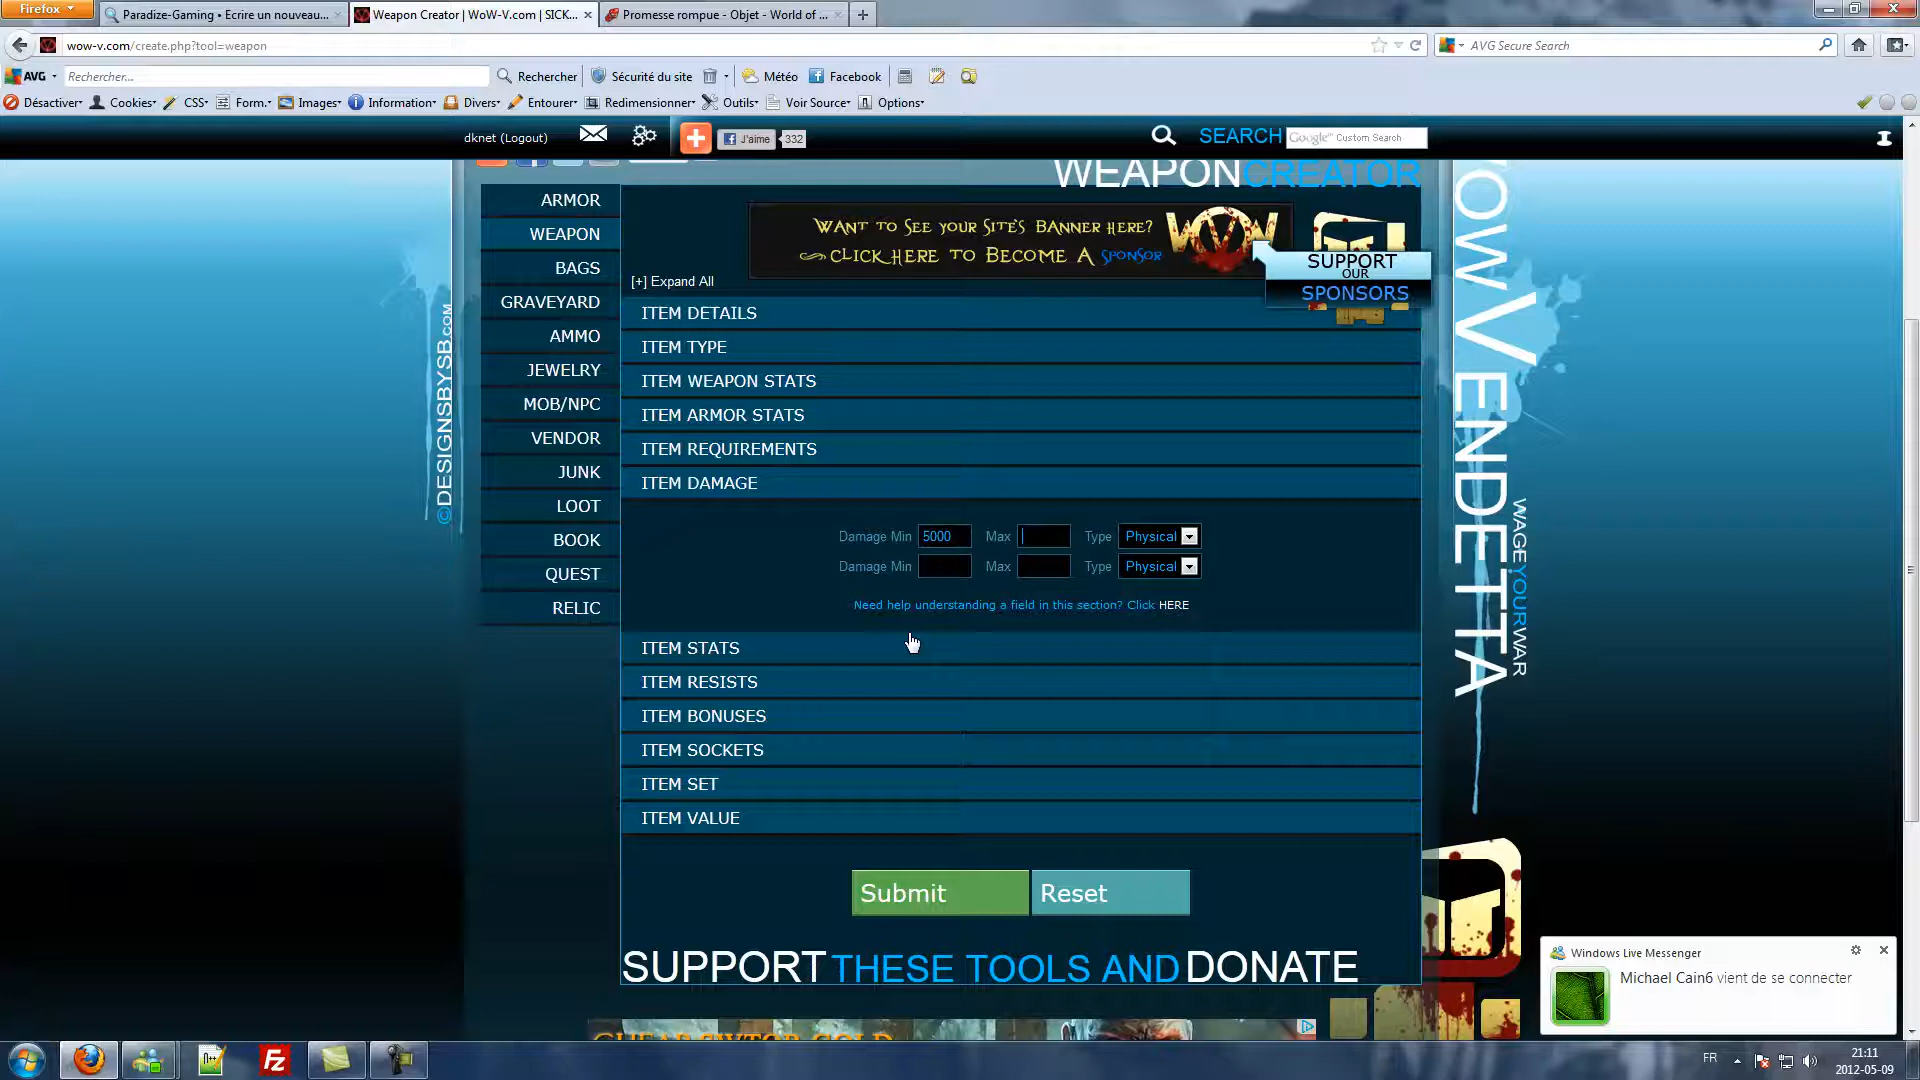 Firefox
Paradize-Gaming • Ecrire un nouveau...
Weapon Creator | WoW-V.com | SICK...
Promesse rompue - Objet - World of ...
wow-v.com/create.php?tool=weapon
AVG Secure Search
AVG
Rechercher...
Rechercher
Sécurité du site
Météo
Facebook
Désactiver
Cookies
CSS
Form.
Images
Information
Divers
Entourer
Redimensionner
Outils
Voir Source
Options
dknet (Logout)
J'aime
332
SEARCH
Google™ Custom Search
WEAPONCREATOR
ARMOR
WEAPON
BAGS
GRAVEYARD
AMMO
JEWELRY
MOB/NPC
VENDOR
JUNK
LOOT
BOOK
QUEST
RELIC
©DESIGNSBYSB.COM
WANT TO SEE YOUR SITE'S BANNER HERE?
CLICK HERE TO BECOME A SPONSOR
WOW
SUPPORT
OUR
SPONSORS
[+] Expand All
ITEM DETAILS
ITEM TYPE
ITEM WEAPON STATS
ITEM ARMOR STATS
ITEM REQUIREMENTS
ITEM DAMAGE
Damage Min 5000 Max Type Physical
Damage Min Max Type Physical
Need help understanding a field in this section? Click HERE
ITEM STATS
ITEM RESISTS
ITEM BONUSES
ITEM SOCKETS
ITEM SET
ITEM VALUE
Submit
Reset
SUPPORT THESE TOOLS AND DONATE
WOW VENDETTA
WAGE YOUR WAR
Windows Live Messenger
Michael Cain6 vient de se connecter
FR
21:11
2012-05-09